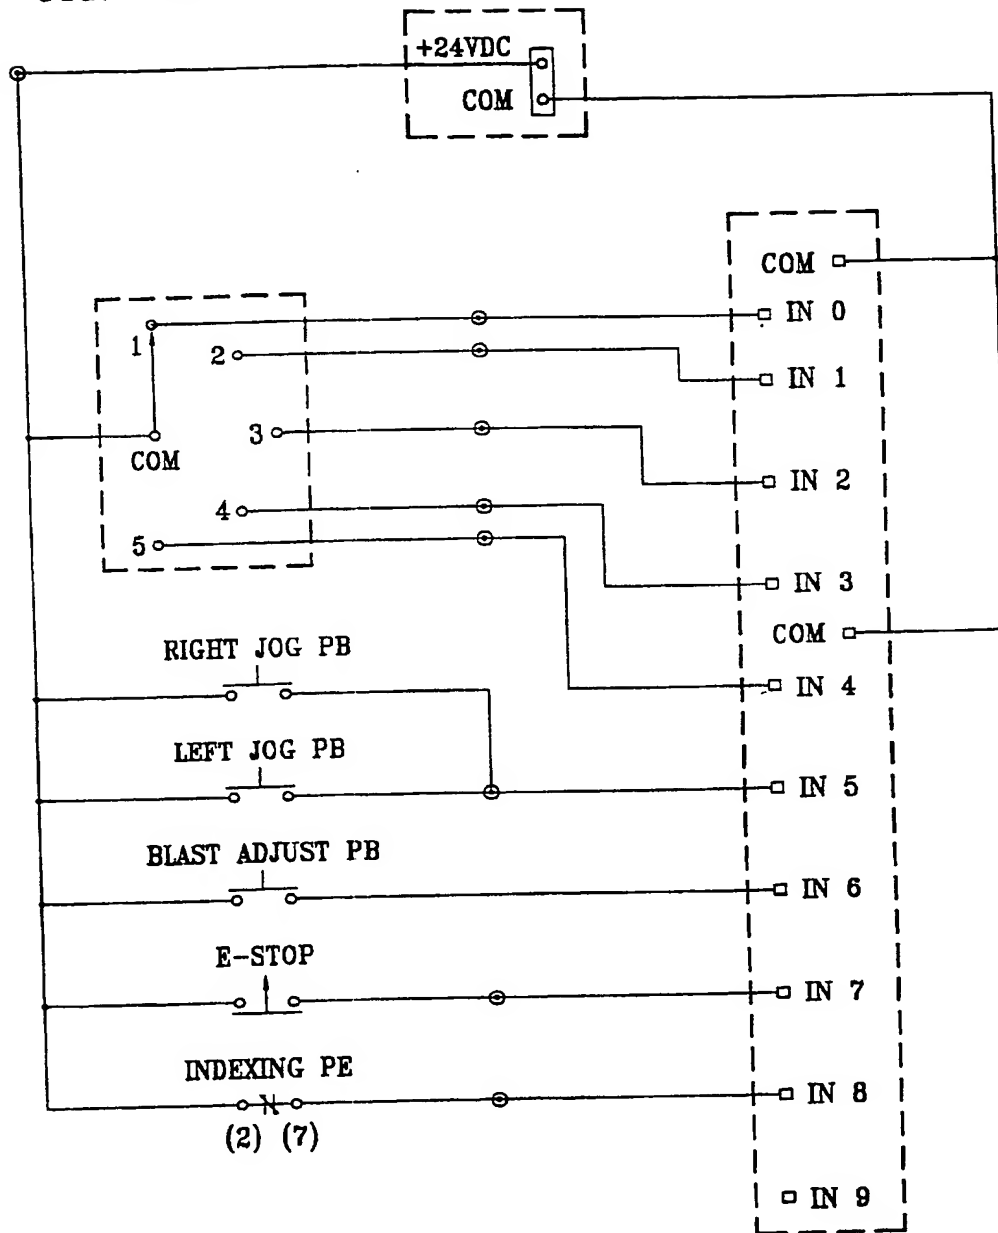 +24VDC
COM
COM
IN 0
1
2
IN 1
3
COM
IN 2
4
5
IN 3
COM
RIGHT JOG PB
IN 4
LEFT JOG PB
IN 5
BLAST ADJUST PB
IN 6
E-STOP
IN 7
INDEXING PE
IN 8
(2) (7)
IN 9